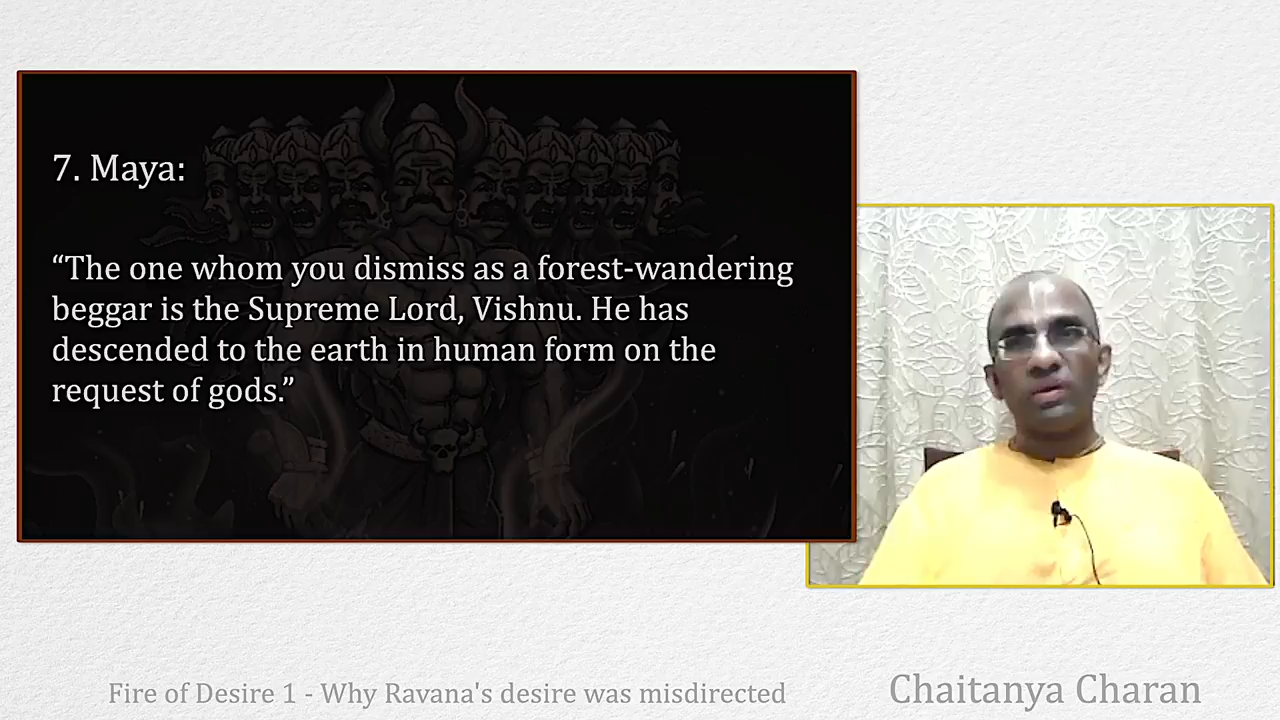 7. Maya:
“The one whom you dismiss as a forest-wandering
beggar is the Supreme Lord, Vishnu. He has
descended to the earth in human form on the
request of gods.”
Fire of Desire 1 - Why Ravana's desire was misdirected
Chaitanya Charan